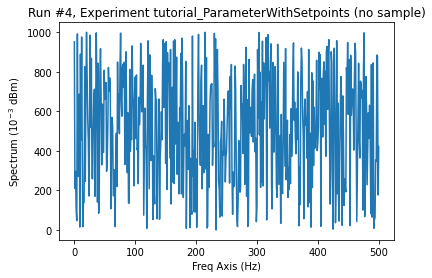 Run #4, Experiment tutorial_ParameterWithSetpoints (no sample)
1000
800
600
400
200
0
Spectrum (10⁻³ dBm)
0 100 200 300 400 500
Freq Axis (Hz)